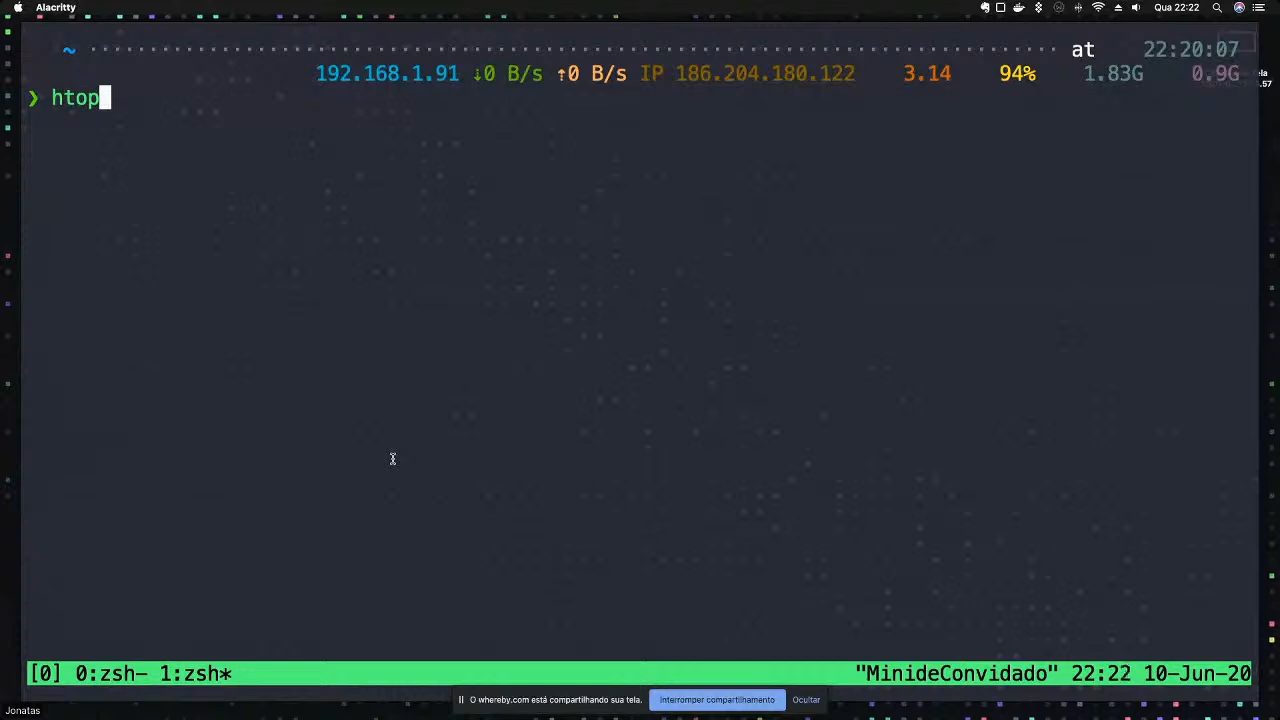 Alacritty
Qua 22:22
~ at 22:20:07
192.168.1.91 ↓0 B/s ↑0 B/s IP 186.204.180.122 3.14 94% 1.83G 0.9G
❯ htop
[0] 0:zsh- 1:zsh* "MinideConvidado" 22:22 10-Jun-20
O whereby.com está compartilhando sua tela. Interromper compartilhamento Ocultar
Jonatas